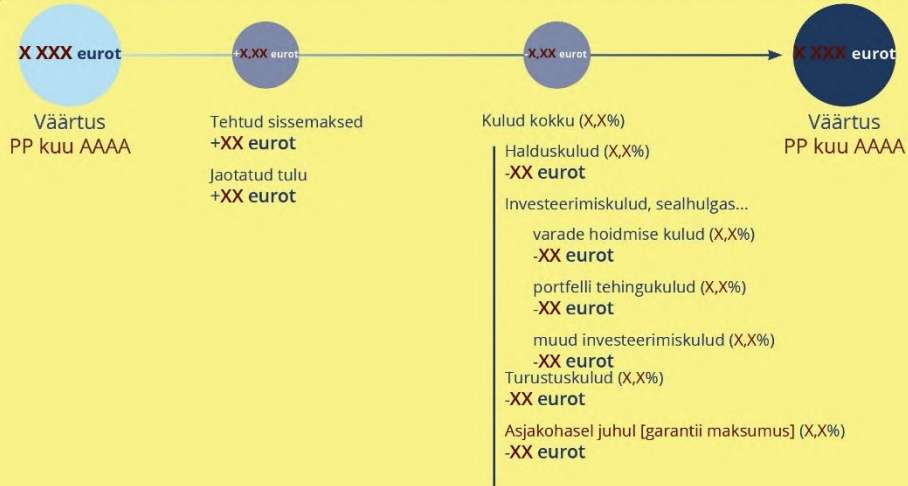 X XXX eurot
Väärtus
PP kuu AAAA
+X,XX eurot
Tehtud sissemaksed
+XX eurot
Jaotatud tulu
+XX eurot
-X,XX eurot
Kulud kokku (X,X%)
Halduskulud (X,X%)
-XX eurot
Investeerimiskulud, sealhulgas...
varade hoidmise kulud (X,X%)
-XX eurot
portfelli tehingukulud (X,X%)
-XX eurot
muud investeerimiskulud (X,X%)
-XX eurot
Turustuskulud (X,X%)
-XX eurot
Asjakohasel juhul [garantii maksumus] (X,X%)
-XX eurot
X XXX eurot
Väärtus
PP kuu AAAA